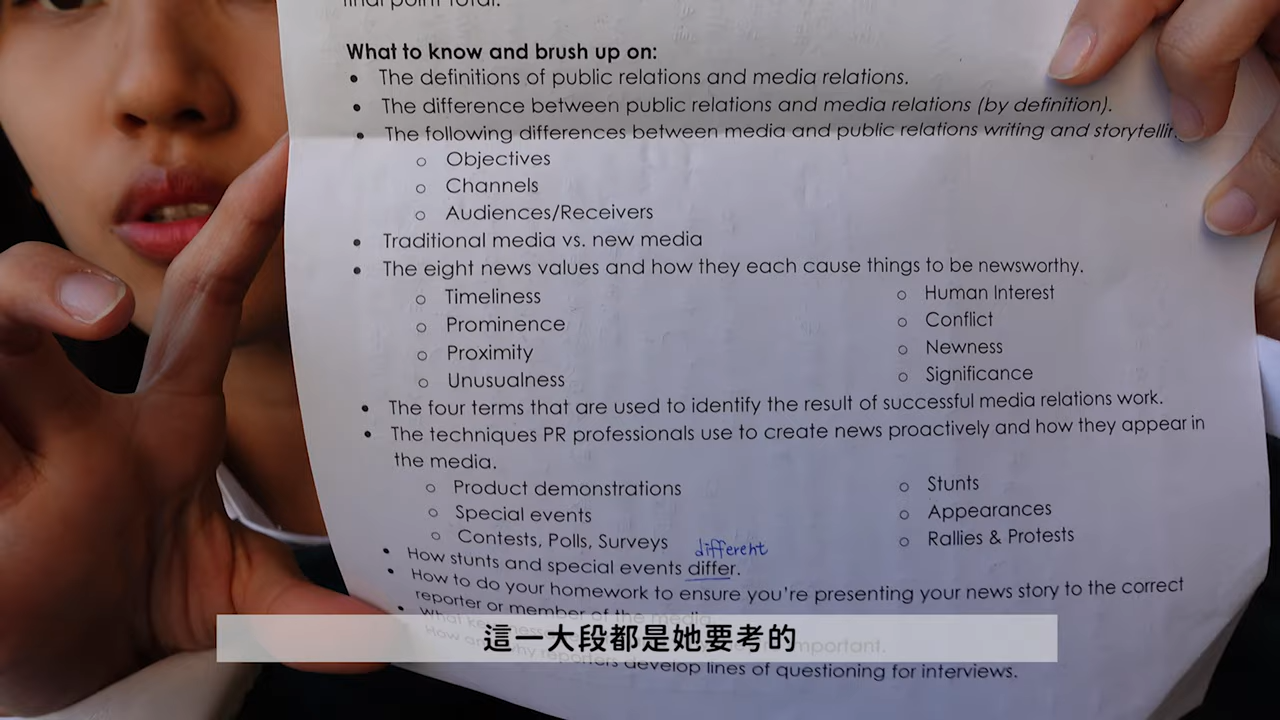 final point total.
What to know and brush up on:
• The definitions of public relations and media relations.
• The difference between public relations and media relations (by definition).
• The following differences between media and public relations writing and
○ Objectives
○ Channels
○ Audiences/Receivers
• Traditional media vs. new media
• The eight news values and how they each cause things to be newsworthy.
○ Timeliness
○ Prominence
○ Proximity
○ Unusualness
○ Human Interest
○ Conflict
○ Newness
○ Significance
• The four terms that are used to identify the result of successful media relations work.
• The techniques PR professionals use to create news proactively and how they appear in
the media.
○ Product demonstrations
○ Special events
○ Contests, Polls, Surveys
○ Stunts
○ Appearances
○ Rallies & Protests
different
• How stunts and special events differ.
• How to do your homework to ensure you're presenting your news story to the correct
reporter or member of the media.
important.
reporters develop lines of questioning for interviews.
這一大段都是她要考的